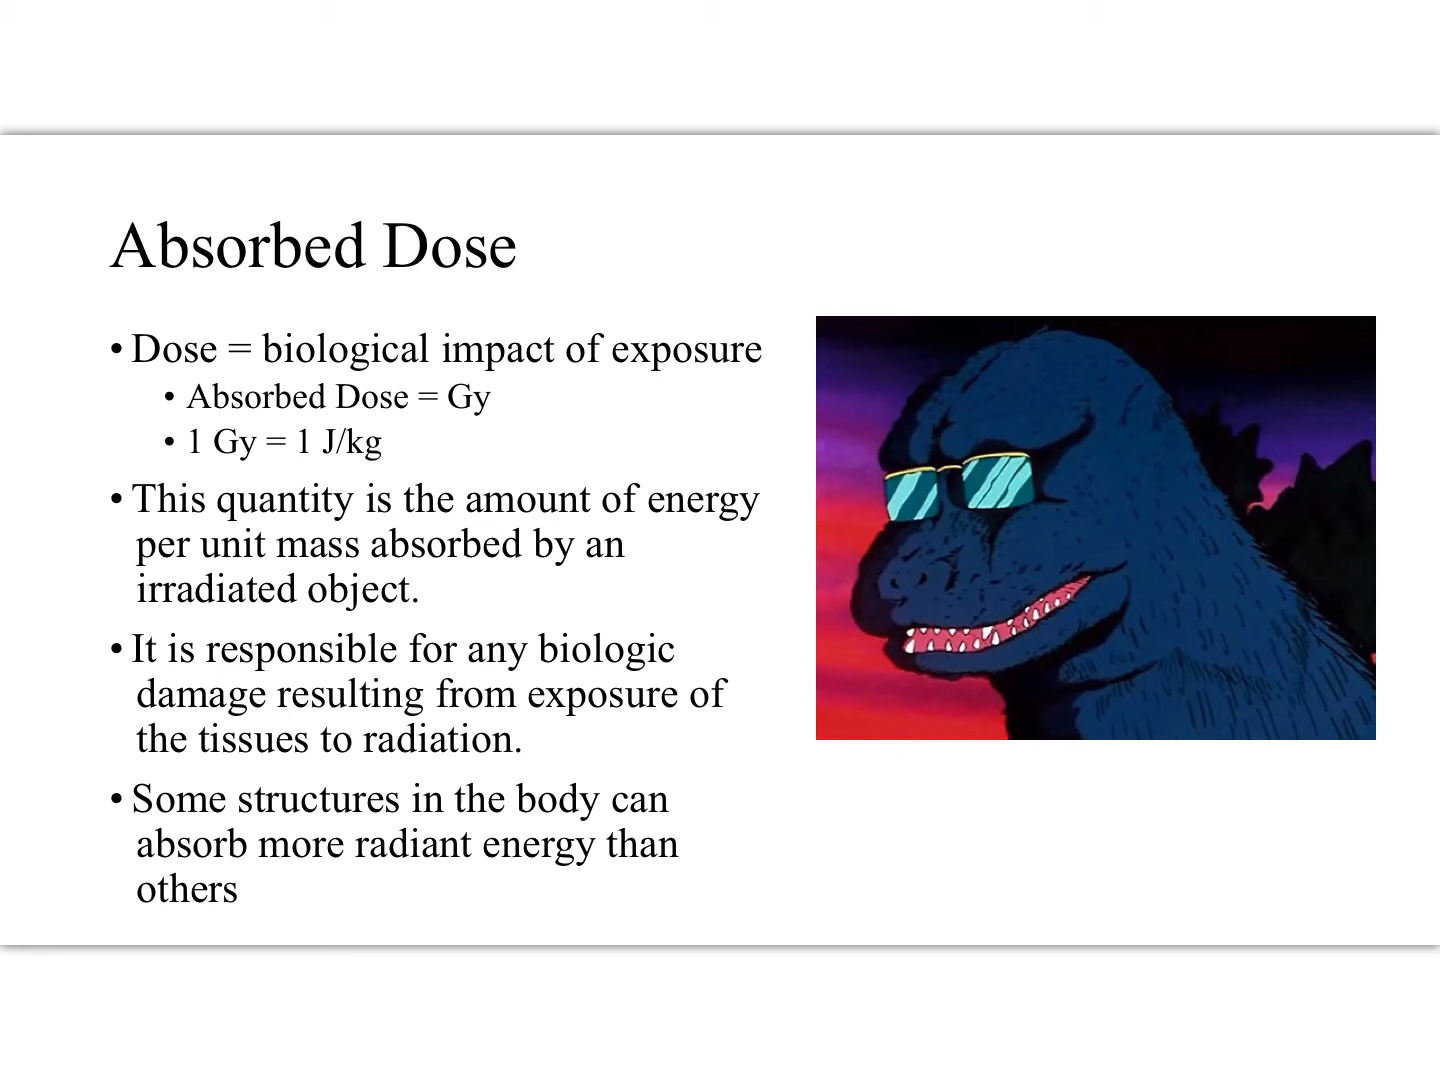 Absorbed Dose
• Dose = biological impact of exposure
• Absorbed Dose = Gy
• 1 Gy = 1 J/kg
• This quantity is the amount of energy
per unit mass absorbed by an
irradiated object.
• It is responsible for any biologic
damage resulting from exposure of
the tissues to radiation.
• Some structures in the body can
absorb more radiant energy than
others